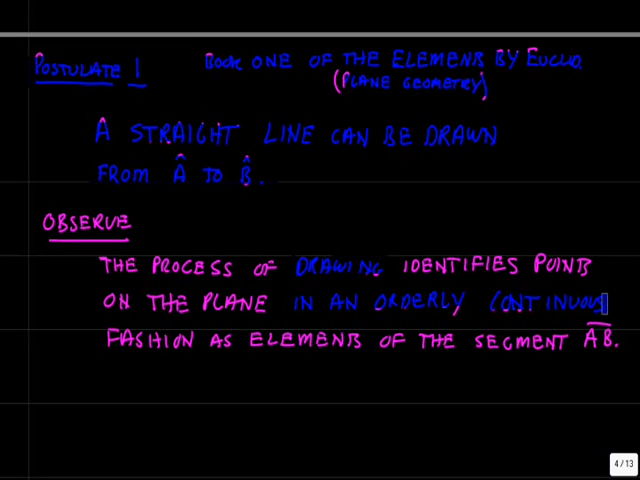 POSTULATE 1 BOOK ONE OF THE ELEMENTS BY EUCLID.
(PLANE GEOMETRY)
A STRAIGHT LINE CAN BE DRAWN
FROM A TO B.
OBSERVE
THE PROCESS OF DRAWING IDENTIFIES POINTS
ON THE PLANE IN AN ORDERLY CONTINUOUS
FASHION AS ELEMENTS OF THE SEGMENT AB.
4/13